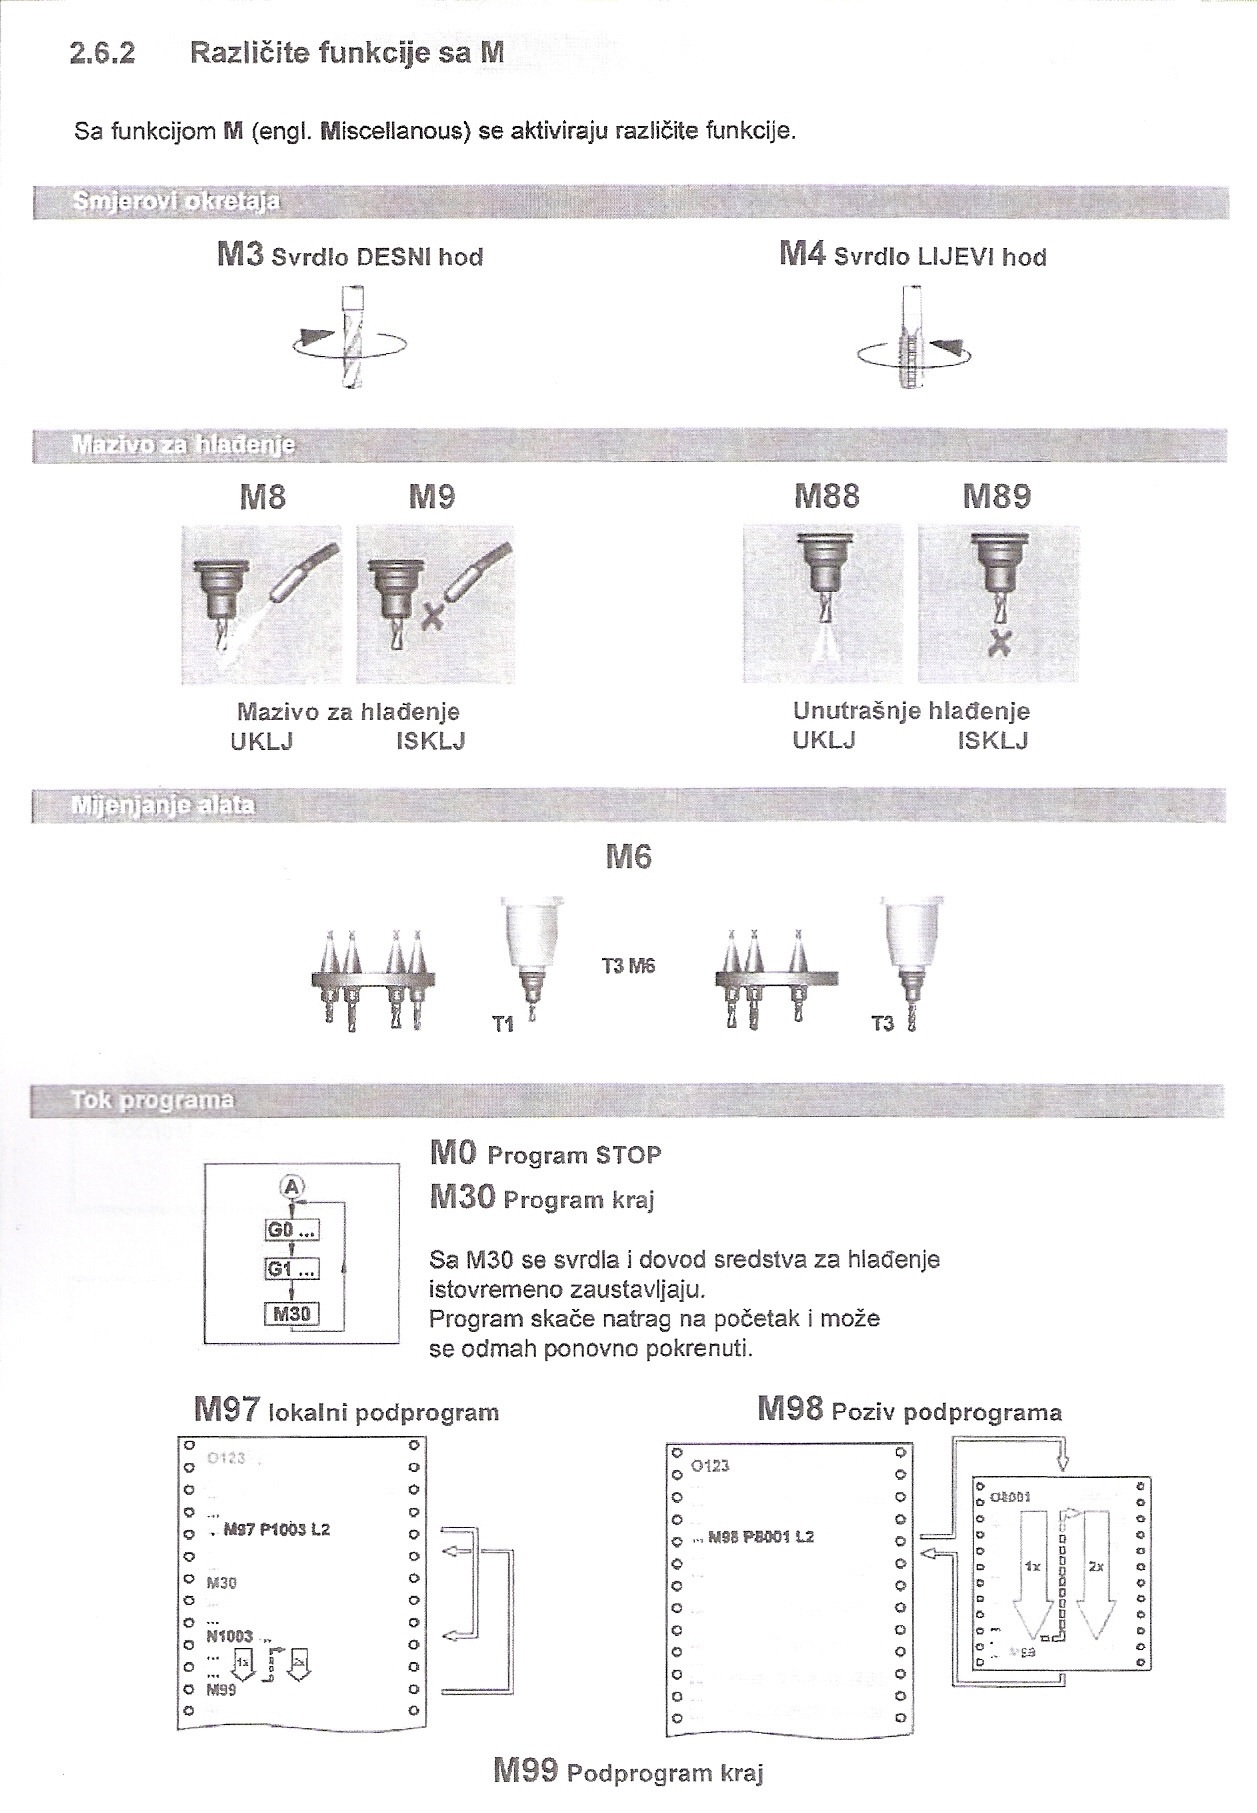 2.6.2 Različite funkcije sa M
Sa funkcijom M (engl. Miscellanous) se aktiviraju različite funkcije.
Smjerovi okretaja
M3 Svrdlo DESNI hod
M4 Svrdlo LIJEVI hod
Mazivo za hlađenje
M8 M9
M88 M89
Mazivo za hlađenje
UKLJ ISKLJ
Unutrašnje hlađenje
UKLJ ISKLJ
Mijenjanje alata
M6
T1
T3 M6
T3
Tok programa
M0 Program STOP
M30 Program kraj
A
G0 ...
G1 ...
M30
Sa M30 se svrdla i dovod sredstva za hlađenje
istovremeno zaustavljaju.
Program skače natrag na početak i može
se odmah ponovno pokrenuti.
M97 lokalni podprogram
O123
...
. M97 P1003 L2
M30
...
N1003 ..
... 1x 2x
...
M99
M98 Poziv podprograma
O123
... M98 P8001 L2
O8001
1x 2x
M99
M99 Podprogram kraj